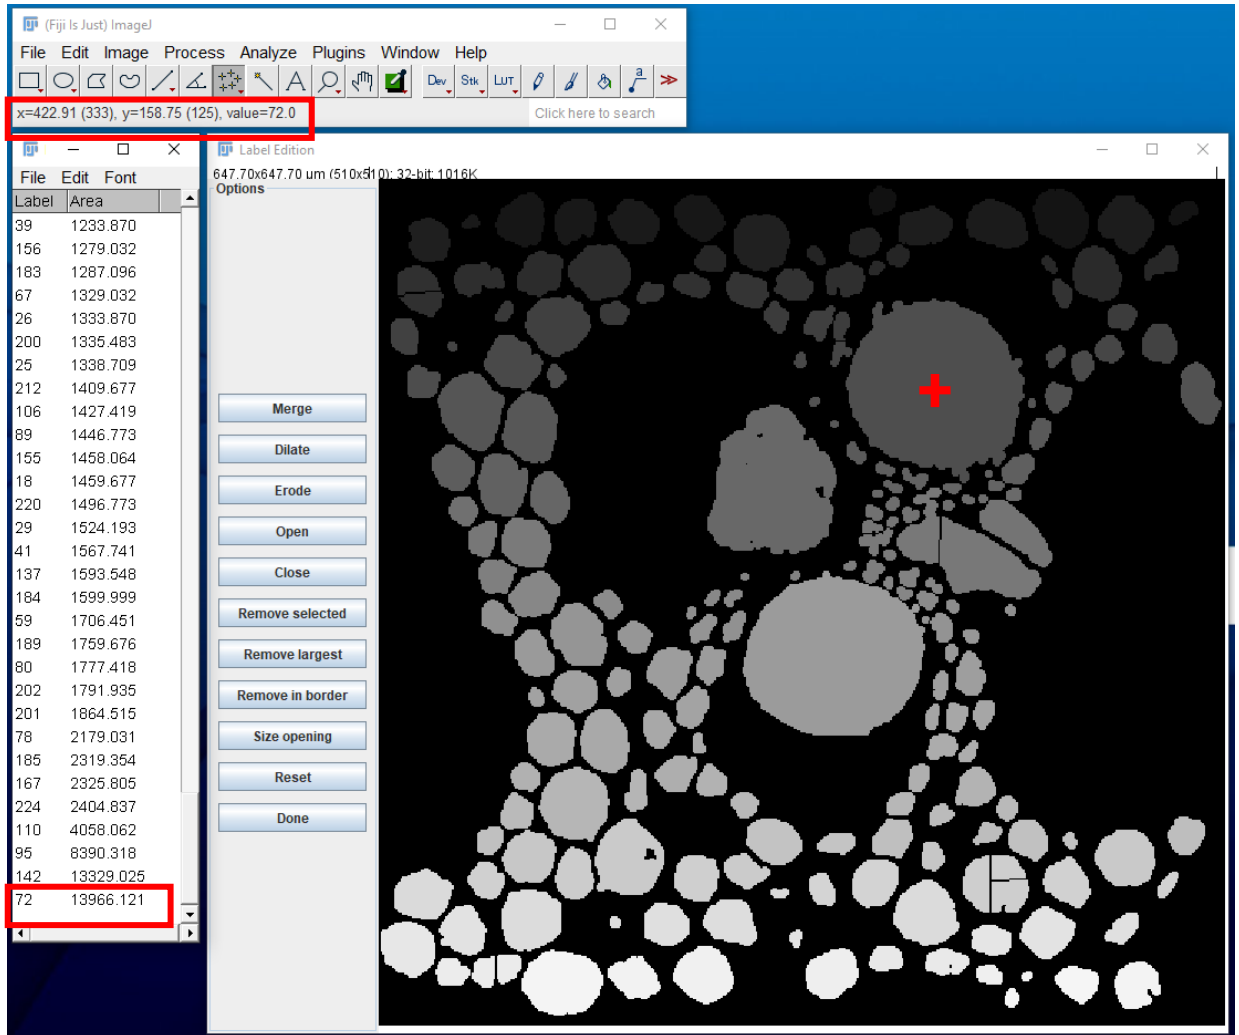 (Fiji Is Just) ImageJ
File Edit Image Process Analyze Plugins Window Help
A Dev Stk LUT a >>
x=422.91 (333), y=158.75 (125), value=72.0
Click here to search
File Edit Font
Label Area
39 1233.870
156 1279.032
183 1287.096
67 1329.032
26 1333.870
200 1335.483
25 1338.709
212 1409.677
106 1427.419
89 1446.773
155 1458.064
18 1459.677
220 1496.773
29 1524.193
41 1567.741
137 1593.548
184 1599.999
59 1706.451
189 1759.676
80 1777.418
202 1791.935
201 1864.515
78 2179.031
185 2319.354
167 2325.805
224 2404.837
110 4058.062
95 8390.318
142 13329.025
72 13966.121
Label Edition
647.70x647.70 um (510x510); 32-bit; 1016K
Options
Merge
Dilate
Erode
Open
Close
Remove selected
Remove largest
Remove in border
Size opening
Reset
Done